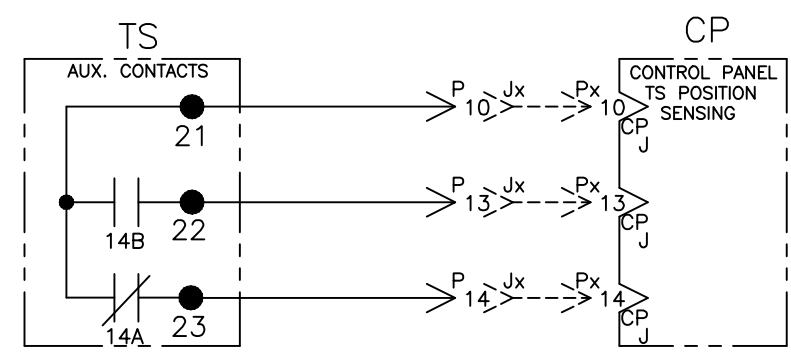 TS
CP
AUX. CONTACTS
CONTROL PANEL
TS POSITION
SENSING
21
P
10
Jx
Px
10
CP
J
14B
22
P
13
Jx
Px
13
CP
J
14A
23
P
14
Jx
Px
14
CP
J